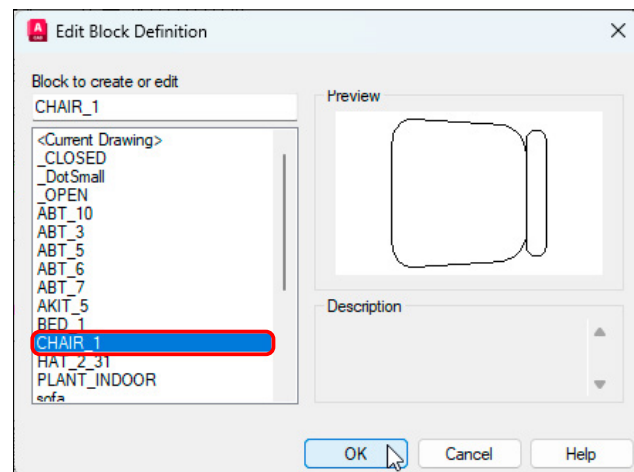 Edit Block Definition
Block to create or edit
CHAIR_1
<Current Drawing>
_CLOSED
_DotSmall
_OPEN
ABT_10
ABT_3
ABT_5
ABT_6
ABT_7
AKIT_5
BED_1
CHAIR_1
HAT_2_31
PLANT_INDOOR
sofa
Preview
Description
OK
Cancel
Help